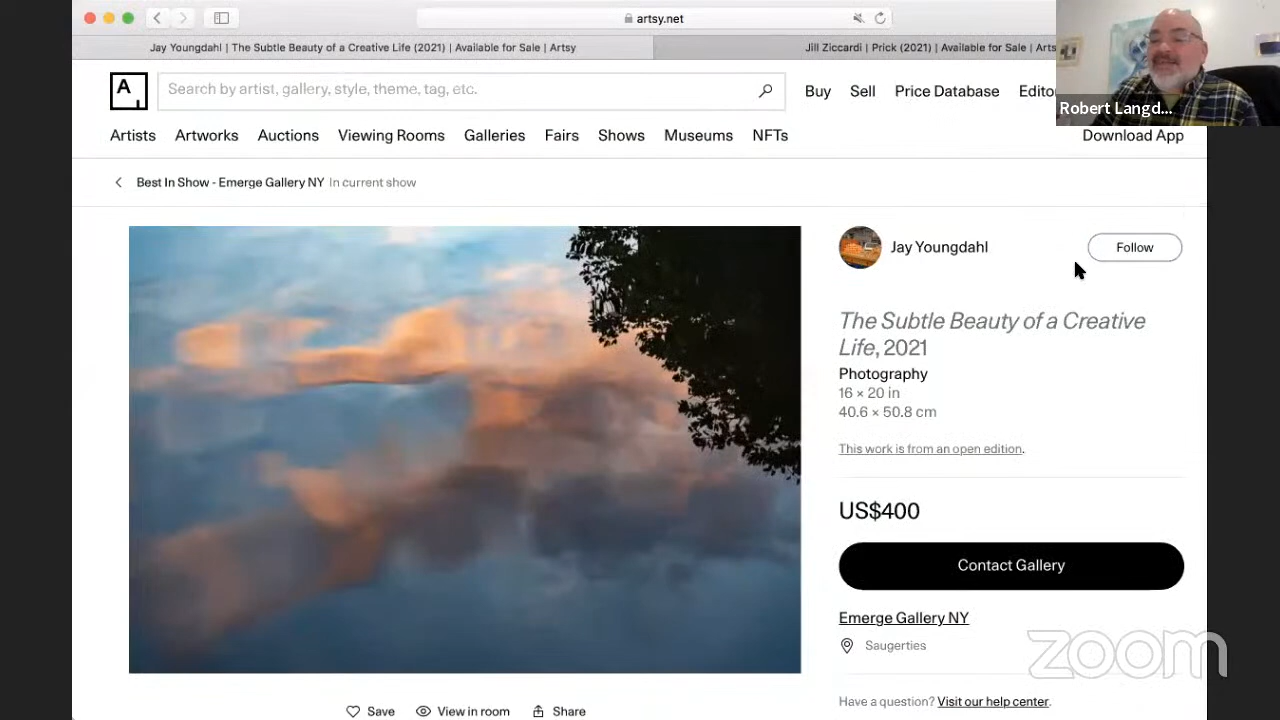 artsy.net
Jay Youngdahl | The Subtle Beauty of a Creative Life (2021) | Available for Sale | Artsy
Jill Ziccardi | Prick (2021) | Available for Sale | Arts
A
Search by artist, gallery, style, theme, tag, etc.
Buy Sell Price Database Edito
Robert Langd...
Artists Artworks Auctions Viewing Rooms Galleries Fairs Shows Museums NFTs Download App
Best In Show - Emerge Gallery NY In current show
Jay Youngdahl
Follow
The Subtle Beauty of a Creative
Life, 2021
Photography
16 × 20 in
40.6 × 50.8 cm
This work is from an open edition.
US$400
Contact Gallery
Emerge Gallery NY
Saugerties
zoom
Have a question? Visit our help center.
Save View in room Share